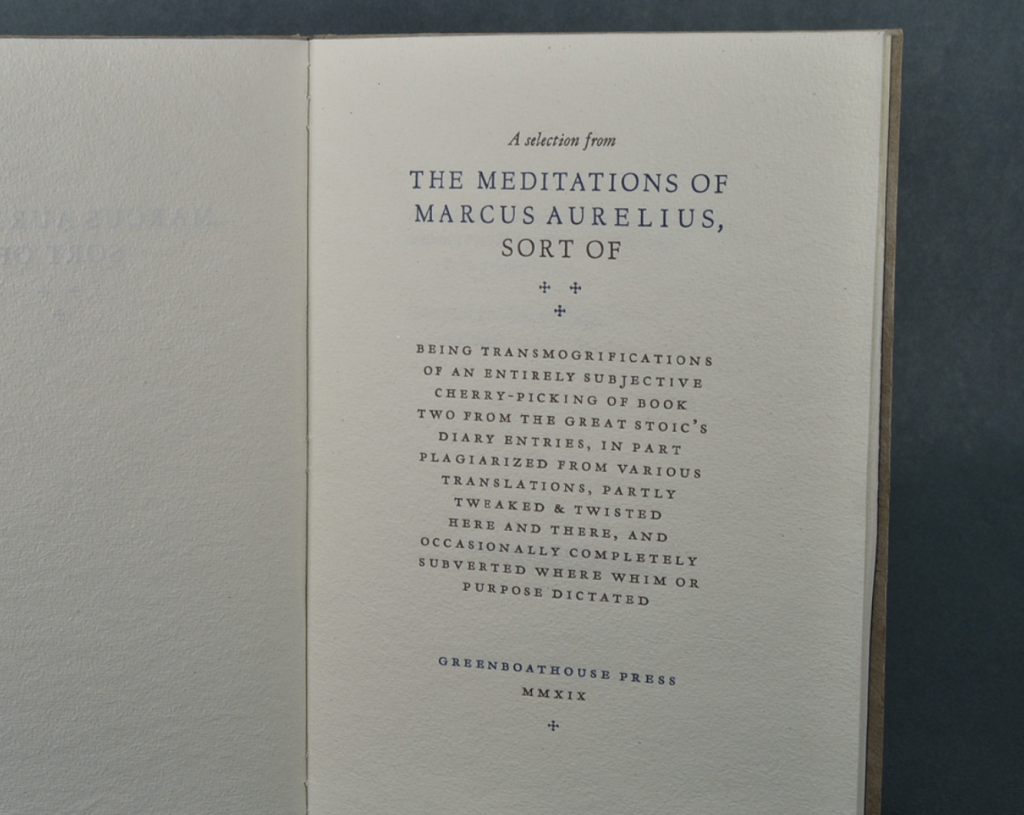 A selection from
THE MEDITATIONS OF
MARCUS AURELIUS,
SORT OF
BEING TRANSMOGRIFICATIONS
OF AN ENTIRELY SUBJECTIVE
CHERRY-PICKING OF BOOK
TWO FROM THE GREAT STOIC'S
DIARY ENTRIES, IN PART
PLAGIARIZED FROM VARIOUS
TRANSLATIONS, PARTLY
TWEAKED & TWISTED
HERE AND THERE, AND
OCCASIONALLY COMPLETELY
SUBVERTED WHERE WHIM OR
PURPOSE DICTATED
GREENBOATHOUSE PRESS
MMXIX